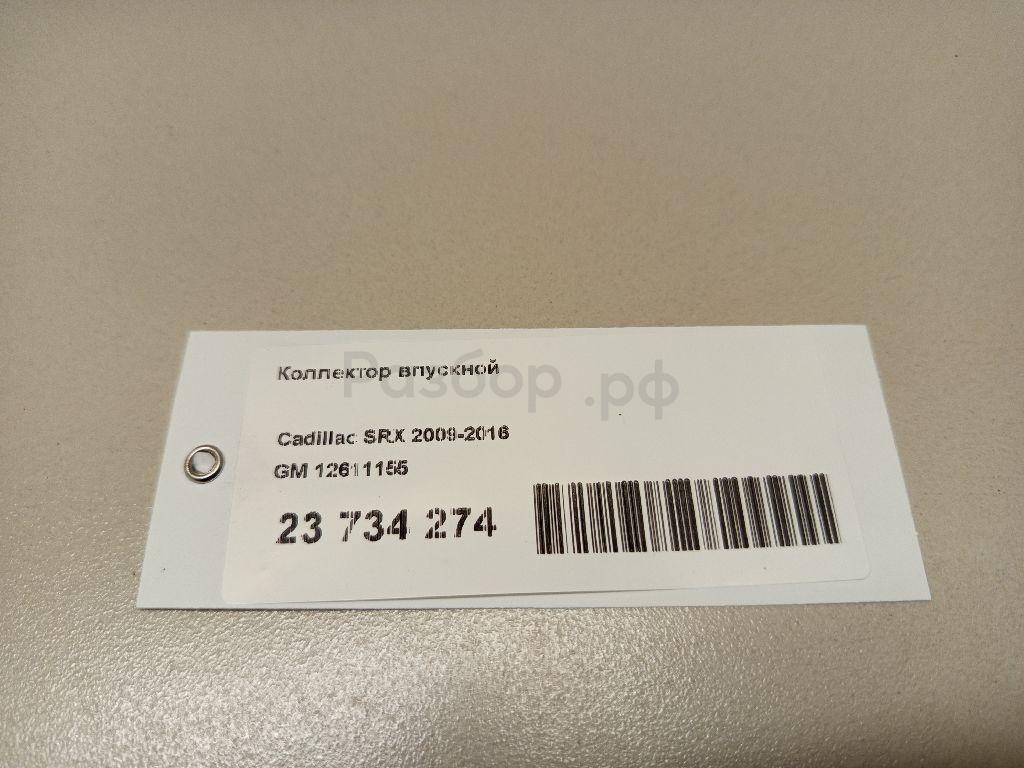 Коллектор впускной
Разбор.рф
Cadillac SRX 2009-2016
GM 12611155
23 734 274